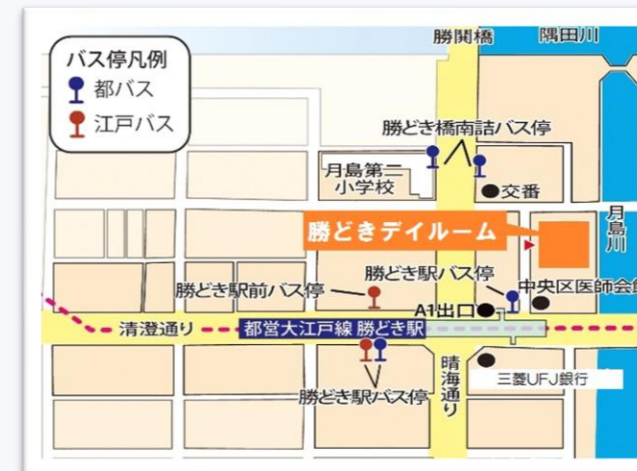 勝関橋
隅田川
バス停凡例
都バス
江戸バス
勝どき橋南詰バス停
月島第二
小学校
交番
月島川
勝どきデイルーム
勝どき駅バス停
勝どき駅前バス停
中央区医師会館
A1出口
清澄通り
都営大江戸線 勝どき駅
晴海通り
三菱UFJ銀行
勝どき駅バス停